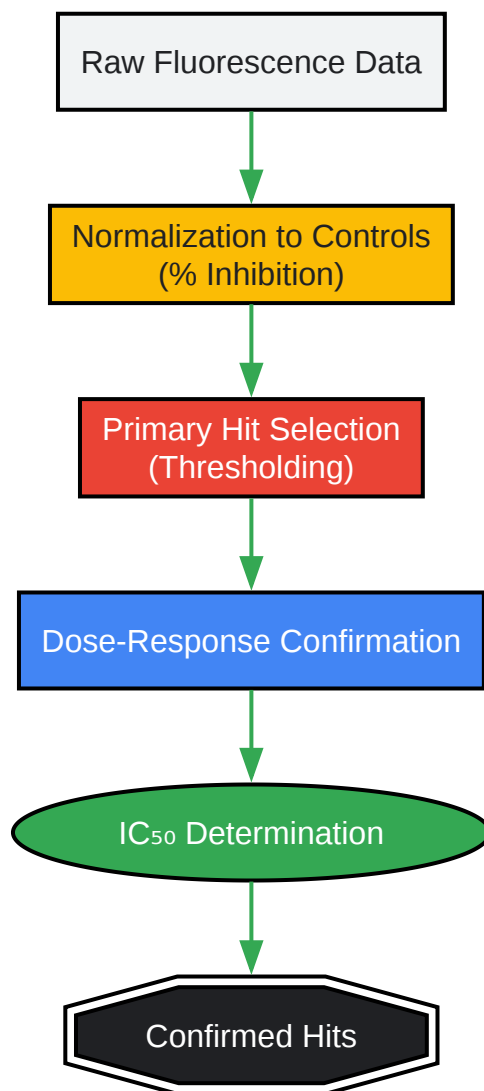 Raw Fluorescence Data
Normalization to Controls
(% Inhibition)
Primary Hit Selection
(Thresholding)
Dose-Response Confirmation
IC₅₀ Determination
Confirmed Hits